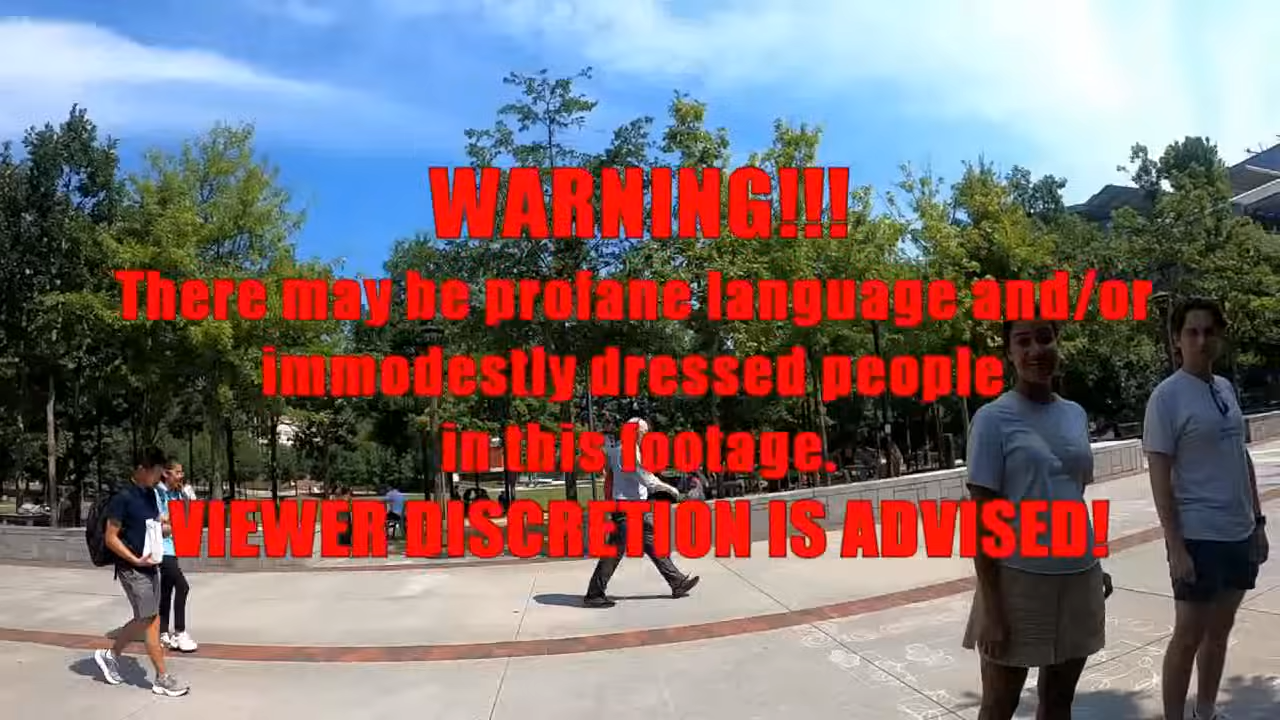 WARNING!!!
There may be profane language and/or
immodestly dressed people
in this footage.
VIEWER DISCRETION IS ADVISED!